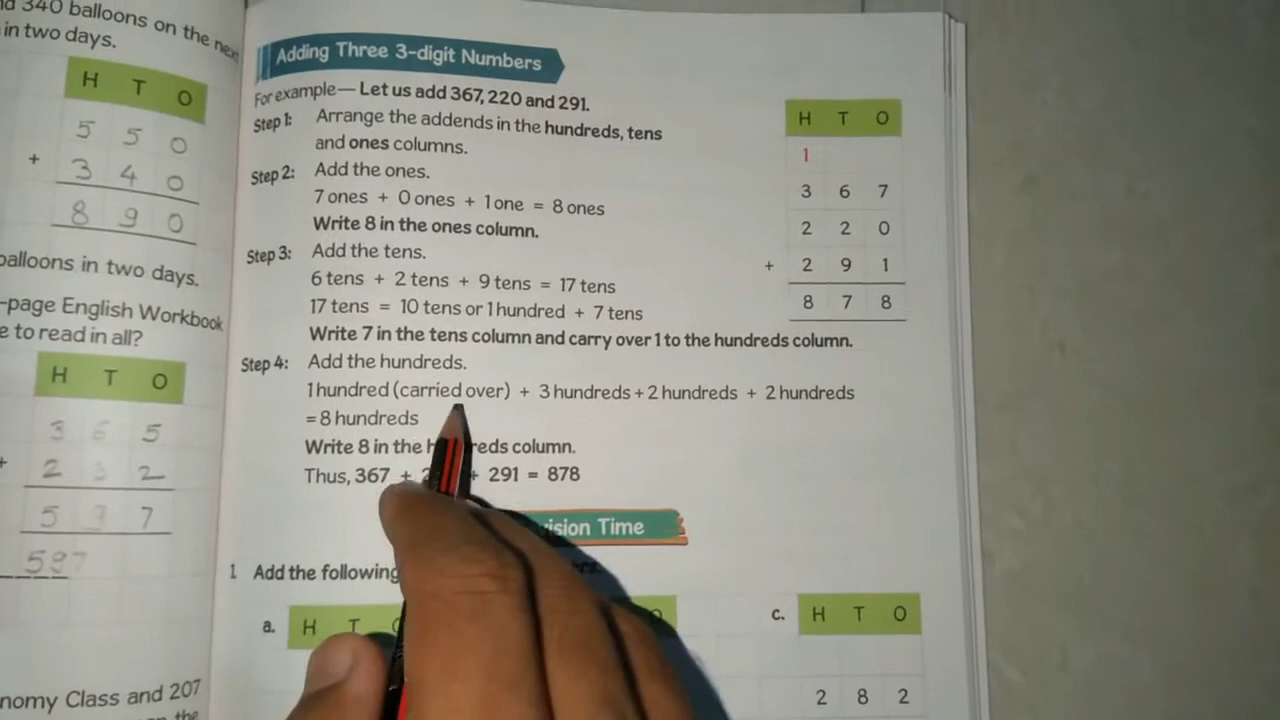 340 balloons on the
in two days.
H T O
5 5 0
+ 3 4 0
8 9 0
balloons in two days.
-page English Workbook
e to read in all?
H T O
3 6 5
+ 2 3 2
5 3 7
597
nomy Class and 207
the
Adding Three 3-digit Numbers
For example— Let us add 367, 220 and 291.
Step 1: Arrange the addends in the hundreds, tens
and ones columns.
Step 2: Add the ones.
7 ones + 0 ones + 1 one = 8 ones
Write 8 in the ones column.
Step 3: Add the tens.
6 tens + 2 tens + 9 tens = 17 tens
17 tens = 10 tens or 1 hundred + 7 tens
Write 7 in the tens column and carry over 1 to the hundreds column.
Step 4: Add the hundreds.
1 hundred (carried over) + 3 hundreds + 2 hundreds + 2 hundreds
= 8 hundreds
Write 8 in the column.
Thus, 367 + + 291 = 878
H T O
1
3 6 7
2 2 0
+ 2 9 1
8 7 8
Time
1 Add the following
a. H T
c. H T O
2 8 2